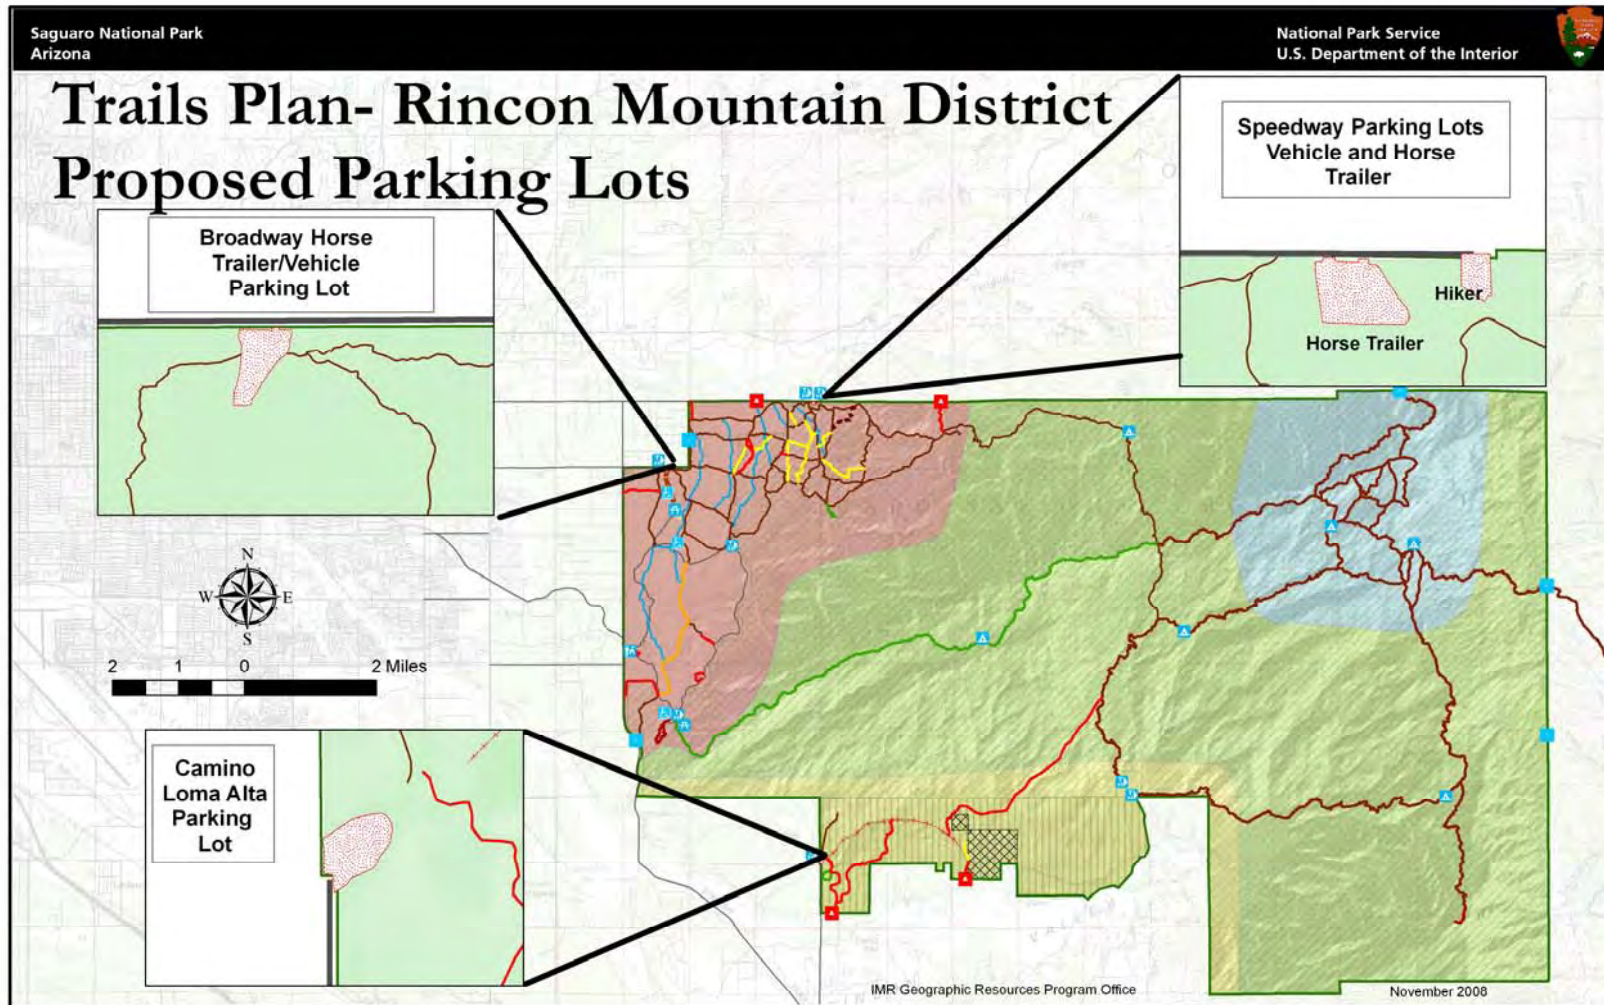 Saguaro National Park
Arizona
National Park Service
U.S. Department of the Interior
Trails Plan- Rincon Mountain District
Proposed Parking Lots
Speedway Parking Lots
Vehicle and Horse
Trailer
Hiker
Horse Trailer
Broadway Horse
Trailer/Vehicle
Parking Lot
N
W
E
S
2
1
0
2 Miles
Camino
Loma Alta
Parking
Lot
IMR Geographic Resources Program Office
November 2008